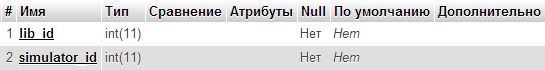 # Имя Тип Сравнение Атрибуты Null По умолчанию Дополнительно
1 lib_id int(11) Нет Нет
2 simulator_id int(11) Нет Нет